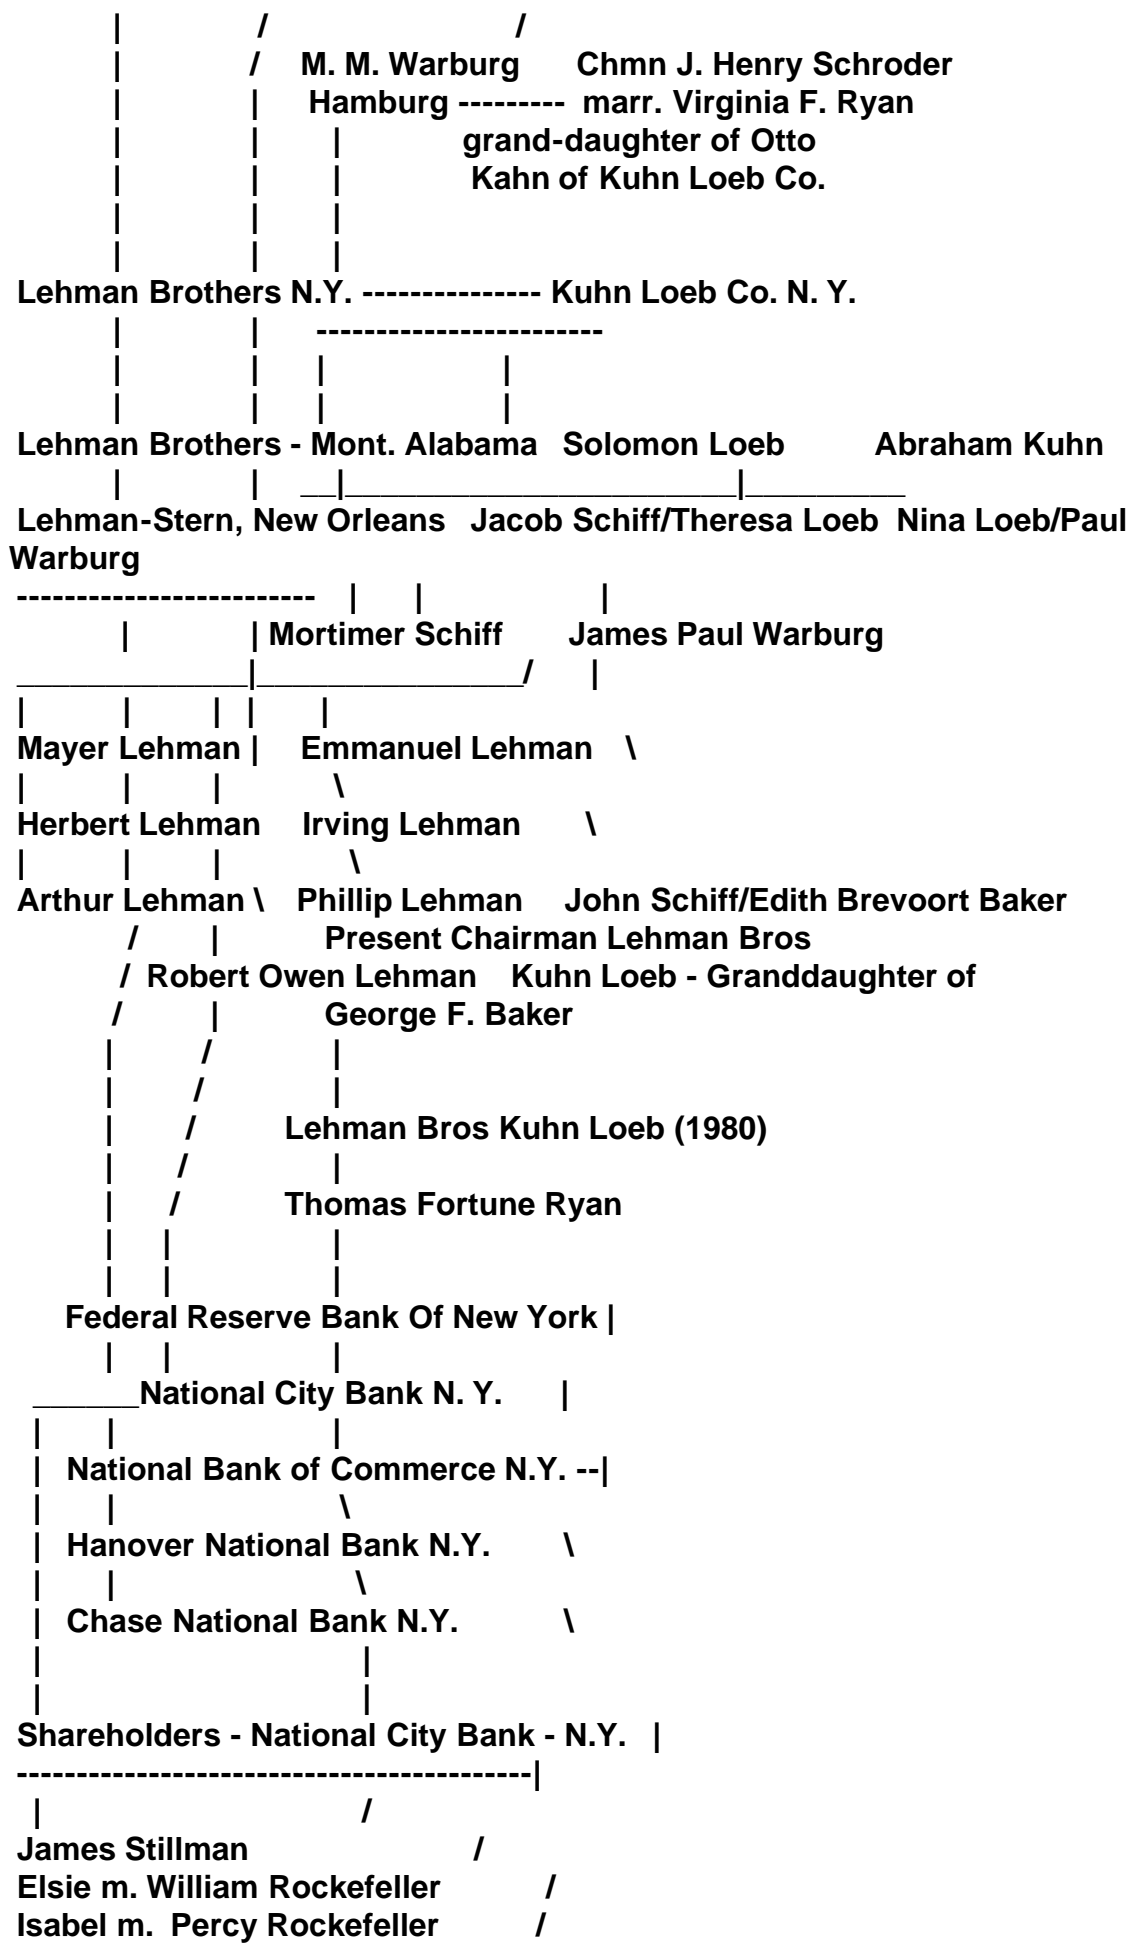 | / /
| / M. M. Warburg Chmn J. Henry Schroder
| | Hamburg --------- marr. Virginia F. Ryan
| | | grand-daughter of Otto
| | | Kahn of Kuhn Loeb Co.
| | |
| | |
Lehman Brothers N.Y. --------------- Kuhn Loeb Co. N. Y.
| | ------------------------
| | | |
| | | |
Lehman Brothers - Mont. Alabama Solomon Loeb Abraham Kuhn
| | __|______________________|_________
Lehman-Stern, New Orleans Jacob Schiff/Theresa Loeb Nina Loeb/Paul
Warburg
------------------------- | | |
| | Mortimer Schiff James Paul Warburg
_____________|_______________/ |
| | | | |
Mayer Lehman | Emmanuel Lehman \
| | | \
Herbert Lehman Irving Lehman \
| | | \
Arthur Lehman \ Phillip Lehman John Schiff/Edith Brevoort Baker
/ | Present Chairman Lehman Bros
/ Robert Owen Lehman Kuhn Loeb - Granddaughter of
/ | George F. Baker
| / |
| / |
| / Lehman Bros Kuhn Loeb (1980)
| / |
| / Thomas Fortune Ryan
| | |
| | |
Federal Reserve Bank Of New York |
| | |
______National City Bank N. Y. |
| | |
| National Bank of Commerce N.Y. --|
| | \
| Hanover National Bank N.Y. \
| | \
| Chase National Bank N.Y. \
| |
| |
Shareholders - National City Bank - N.Y. |
-------------------------------------------|
| /
James Stillman /
Elsie m. William Rockefeller /
Isabel m. Percy Rockefeller /